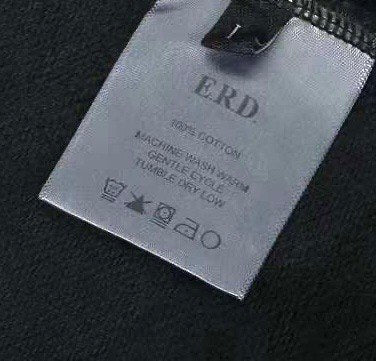 L
E.R.D.
100% COTTON
MACHINE WASH WARM
GENTLE CYCLE
TUMBLE DRY LOW